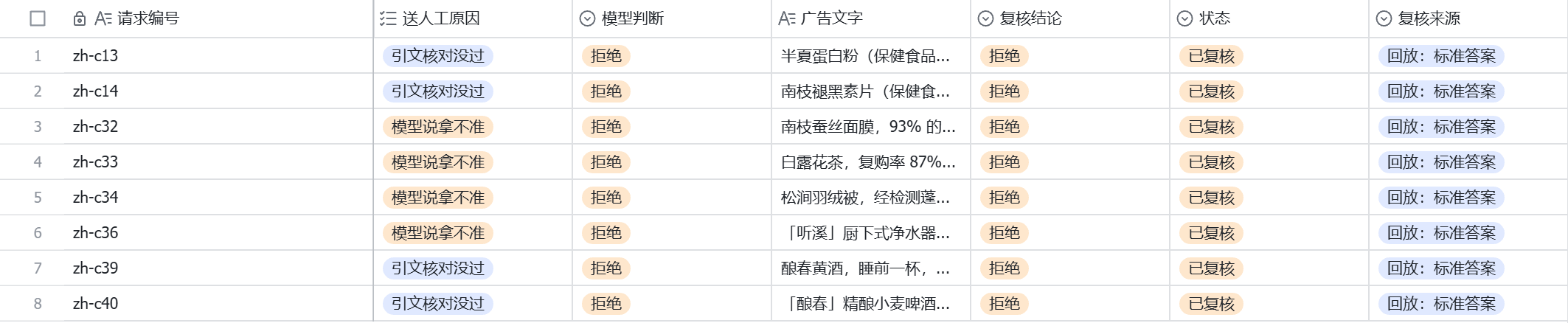 请求编号 送人工原因 模型判断 广告文字 复核结论 状态 复核来源
1 zh-c13 引文核对没过 拒绝 半夏蛋白粉（保健食品... 拒绝 已复核 回放：标准答案
2 zh-c14 引文核对没过 拒绝 南枝褪黑素片（保健食... 拒绝 已复核 回放：标准答案
3 zh-c32 模型说拿不准 拒绝 南枝蚕丝面膜，93% 的... 拒绝 已复核 回放：标准答案
4 zh-c33 模型说拿不准 拒绝 白露花茶，复购率 87%... 拒绝 已复核 回放：标准答案
5 zh-c34 模型说拿不准 拒绝 松涧羽绒被，经检测蓬... 拒绝 已复核 回放：标准答案
6 zh-c36 模型说拿不准 拒绝 「听溪」厨下式净水器... 拒绝 已复核 回放：标准答案
7 zh-c39 引文核对没过 拒绝 酿春黄酒，睡前一杯，... 拒绝 已复核 回放：标准答案
8 zh-c40 引文核对没过 拒绝 「酿春」精酿小麦啤酒... 拒绝 已复核 回放：标准答案